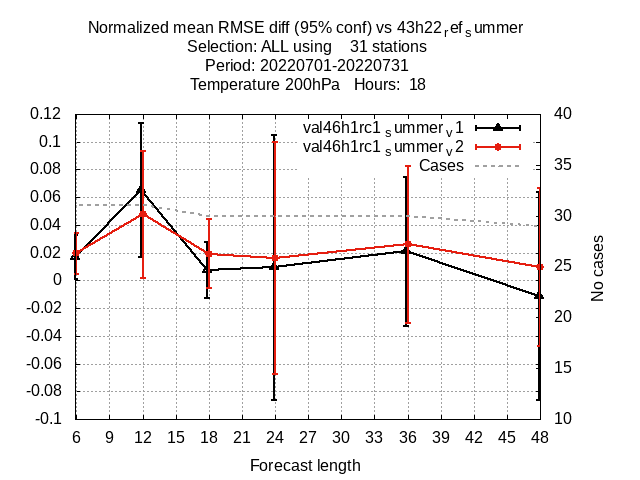 Normalized mean RMSE diff (95% conf) vs 43h22refsummer
Selection: ALL using 31 stations
Period: 20220701-20220731
Temperature 200hPa Hours: 18
val46h1rc1summerv1
val46h1rc1summerv2
Cases
0.12
0.1
0.08
0.06
0.04
0.02
0
-0.02
-0.04
-0.06
-0.08
-0.1
40
35
30
25
20
15
10
No cases
6 9 12 15 18 21 24 27 30 33 36 39 42 45 48
Forecast length